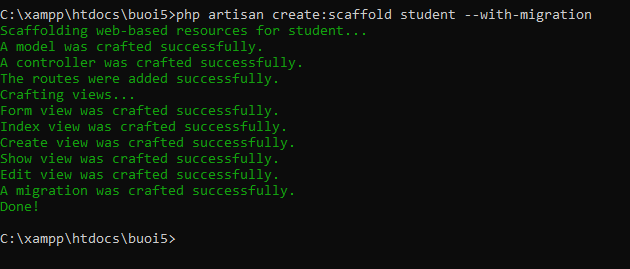 C:\xampp\htdocs\buoi5>php artisan create:scaffold student --with-migration
Scaffolding web-based resources for student...
A model was crafted successfully.
A controller was crafted successfully.
The routes were added successfully.
Crafting views...
Form view was crafted successfully.
Index view was crafted successfully.
Create view was crafted successfully.
Show view was crafted successfully.
Edit view was crafted successfully.
A migration was crafted successfully.
Done!
C:\xampp\htdocs\buoi5>